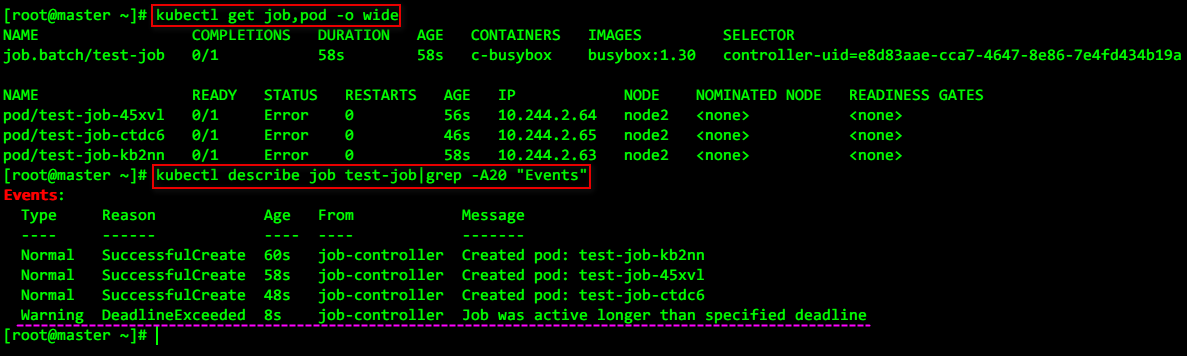 [root@master ~]# kubectl get job,pod -o wide
NAME COMPLETIONS DURATION AGE CONTAINERS IMAGES SELECTOR
job.batch/test-job 0/1 58s 58s c-busybox busybox:1.30 controller-uid=e8d83aae-cca7-4647-8e86-7e4fd434b19a
NAME READY STATUS RESTARTS AGE IP NODE NOMINATED NODE READINESS GATES
pod/test-job-45xvl 0/1 Error 0 56s 10.244.2.64 node2 <none> <none>
pod/test-job-ctdc6 0/1 Error 0 46s 10.244.2.65 node2 <none> <none>
pod/test-job-kb2nn 0/1 Error 0 58s 10.244.2.63 node2 <none> <none>
[root@master ~]# kubectl describe job test-job|grep -A20 "Events"
Events:
Type Reason Age From Message
---- ------ ---- ---- -------
Normal SuccessfulCreate 60s job-controller Created pod: test-job-kb2nn
Normal SuccessfulCreate 58s job-controller Created pod: test-job-45xvl
Normal SuccessfulCreate 48s job-controller Created pod: test-job-ctdc6
Warning DeadlineExceeded 8s job-controller Job was active longer than specified deadline
[root@master ~]#